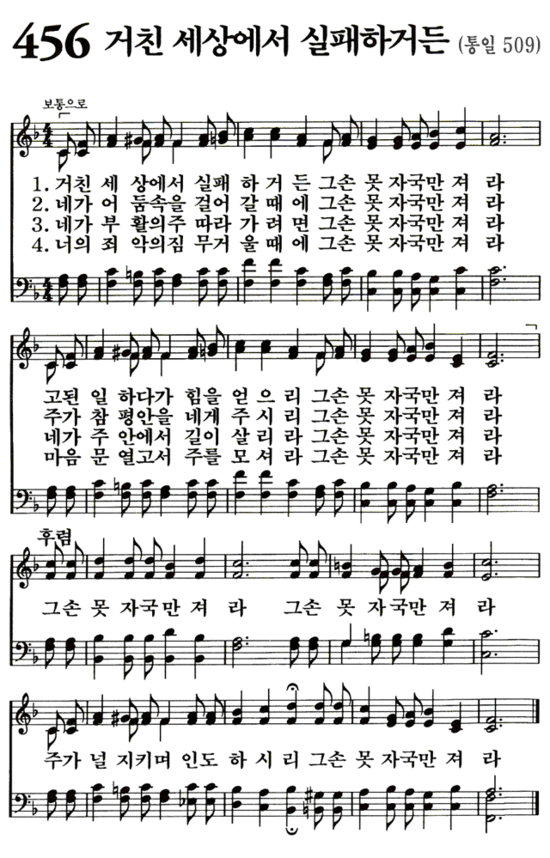 456 거친 세상에서 실패하거든 (통일 509)
보통으로
1. 거친 세 상에서 실패 하 거 든 그손 못 자국만 져 라
2. 네가 어 둠속을 걸어 갈 때 에 그손 못 자국만 져 라
3. 네가 부 활의주 따라 가 려 면 그손 못 자국만 져 라
4. 너의 죄 악의짐 무거 울 때 에 그손 못 자국만 져 라
고된 일 하다가 힘을 얻 으 리 그손 못 자국만 져 라
주가 참 평안을 네게 주 시 리 그손 못 자국만 져 라
네가 주 안에서 길이 살 리 라 그손 못 자국만 져 라
마음 문 열고서 주를 모 셔 라 그손 못 자국만 져 라
후렴
그손 못 자국만 져 라 그손 못 자국만 져 라
주가 널 지키며 인도 하 시 리 그손 못 자국만 져 라